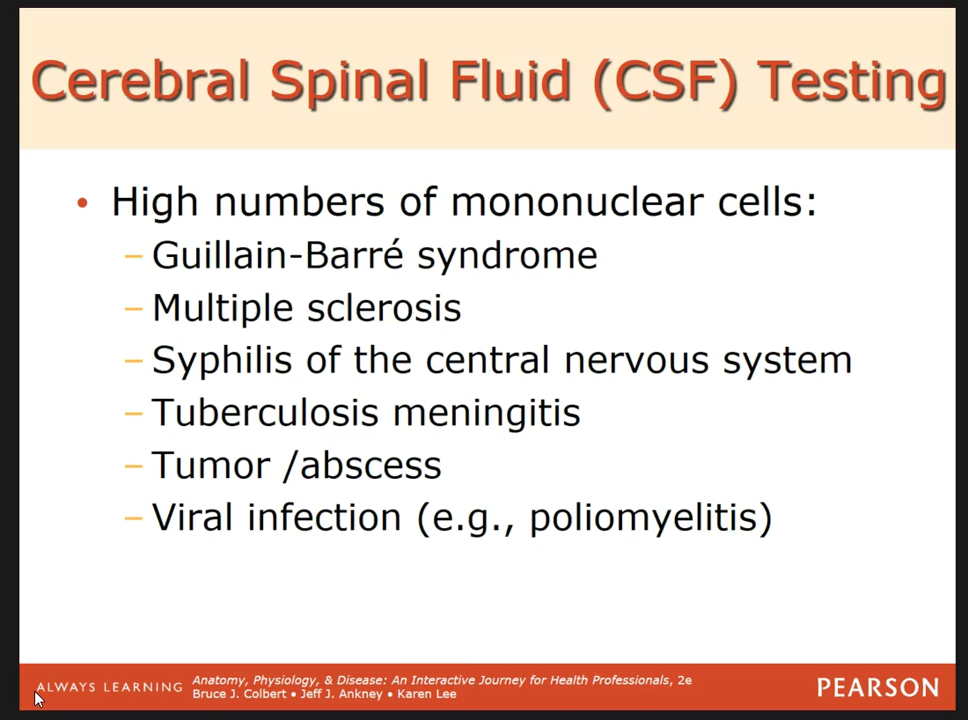 Cerebral Spinal Fluid (CSF) Testing
• High numbers of mononuclear cells:
– Guillain-Barré syndrome
– Multiple sclerosis
– Syphilis of the central nervous system
– Tuberculosis meningitis
– Tumor /abscess
– Viral infection (e.g., poliomyelitis)
ALWAYS LEARNING
Anatomy, Physiology, & Disease: An Interactive Journey for Health Professionals, 2e
Bruce J. Colbert • Jeff J. Ankney • Karen Lee
PEARSON